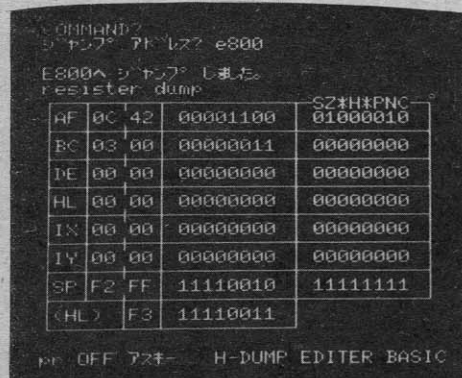 COMMAND?
ジャンプ アドレス? e800
E800へ ジャンプ しました。
resister dump
SZ*H*PNC
AF 0C 42 00001100 01000010
BC 03 00 00000011 00000000
DE 00 00 00000000 00000000
HL 00 00 00000000 00000000
IX 00 00 00000000 00000000
IY 00 00 00000000 00000000
SP F2 FF 11110010 11111111
(HL) F3 11110011
pr OFF アスキー H-DUMP EDITER BASIC